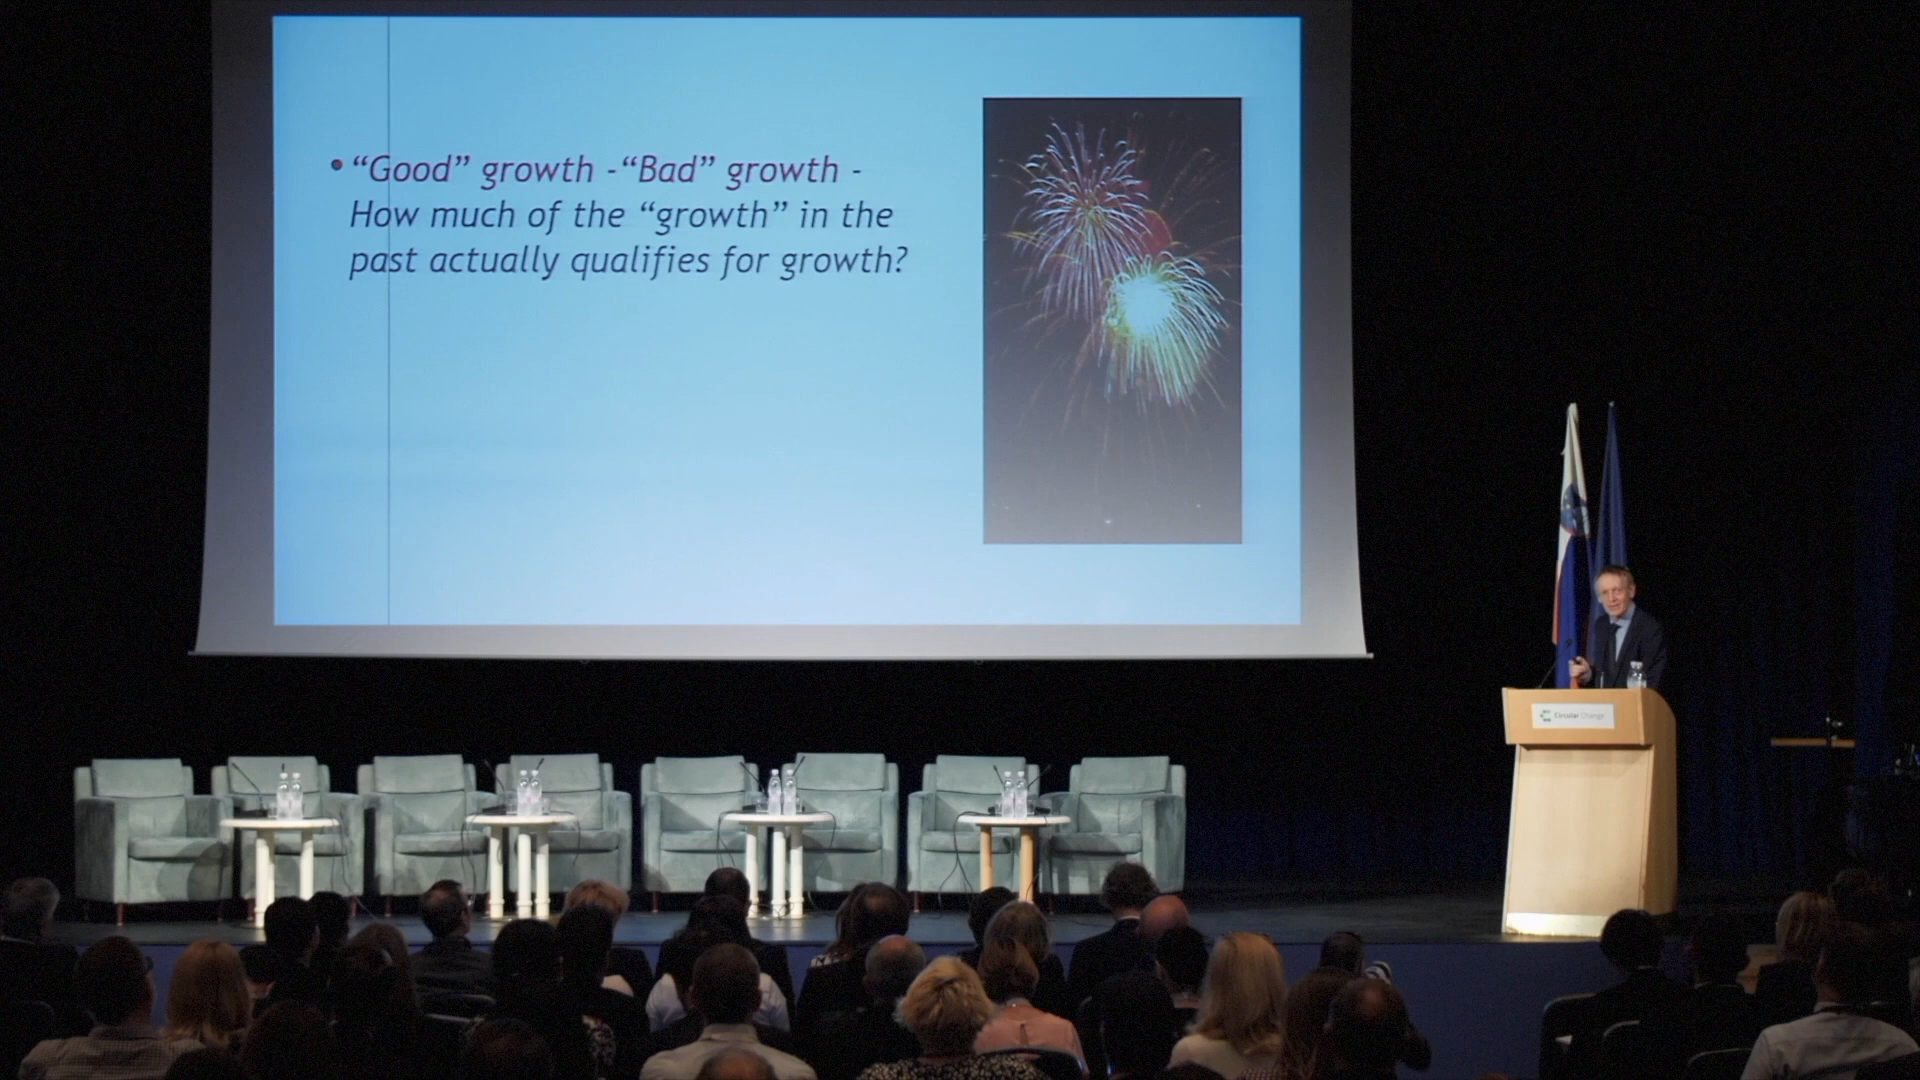 • “Good” growth -“Bad” growth -
How much of the “growth” in the
past actually qualifies for growth?
Circular Change